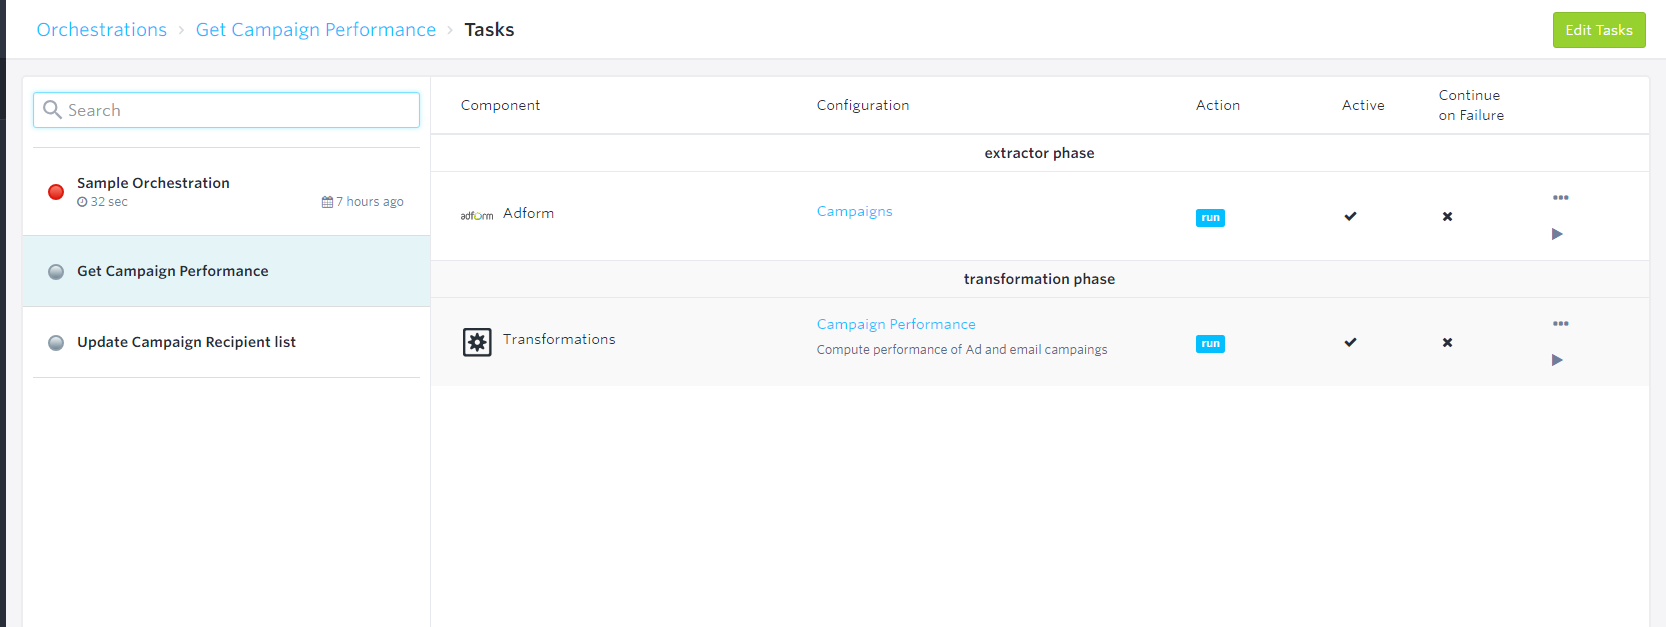 Orchestrations › Get Campaign Performance › Tasks
Edit Tasks
Search
Sample Orchestration
32 sec
7 hours ago
Get Campaign Performance
Update Campaign Recipient list
Component
Configuration
Action
Active
Continue
on Failure
extractor phase
adform Adform
Campaigns
run
transformation phase
Transformations
Campaign Performance
Compute performance of Ad and email campaings
run